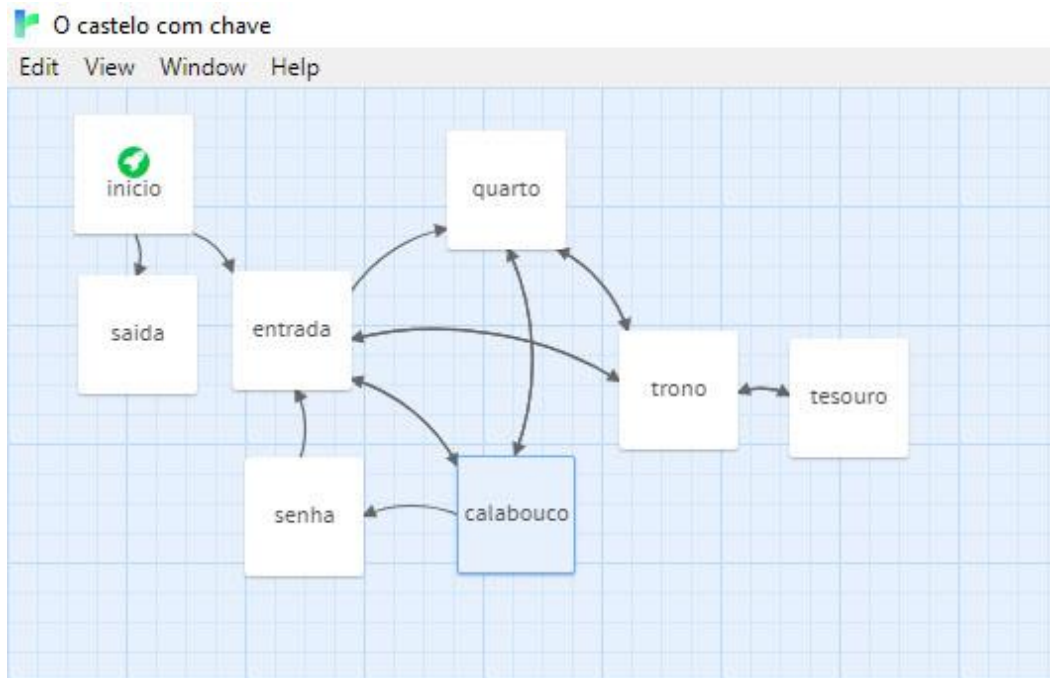 O castelo com chave
Edit View Window Help
inicio
quarto
saida
entrada
trono
tesouro
senha
calabouco